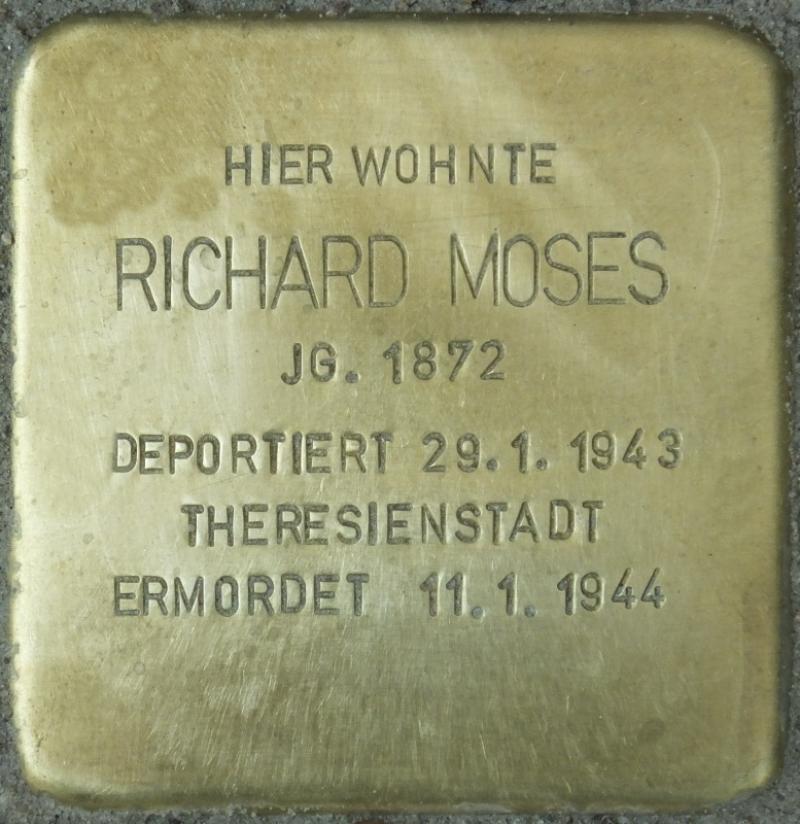 HIER WOHNTE
RICHARD MOSES
JG. 1872
DEPORTIERT 29.1.1943
THERESIENSTADT
ERMORDET 11.1.1944